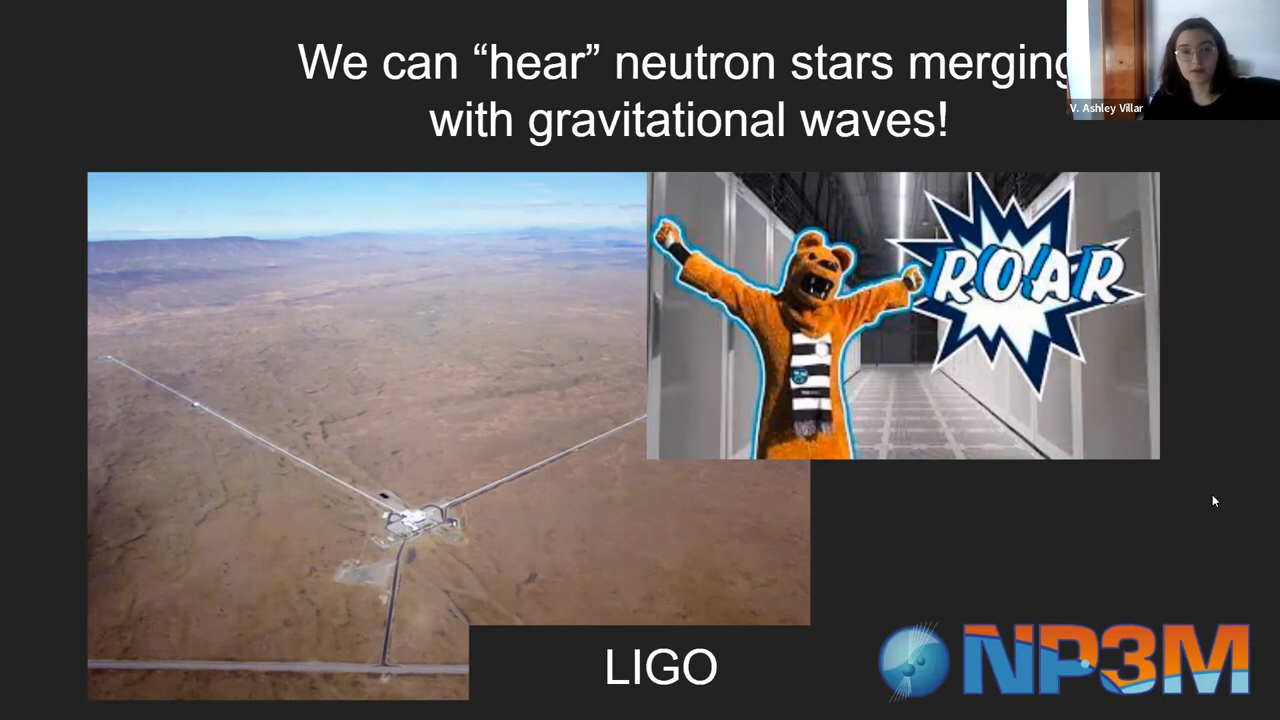 We can “hear” neutron stars merging
with gravitational waves!
V. Ashley Villar
ROAR
LIGO
NP3M